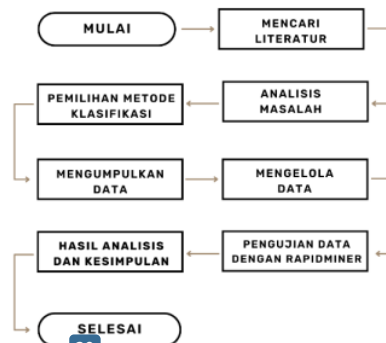 MULAI
MENCARI
LITERATUR
ANALISIS
MASALAH
PEMILIHAN METODE
KLASIFIKASI
MENGUMPULKAN
DATA
MENGELOLA
DATA
PENGUJIAN DATA
DENGAN RAPIDMINER
HASIL ANALISIS
DAN KESIMPULAN
SELESAI